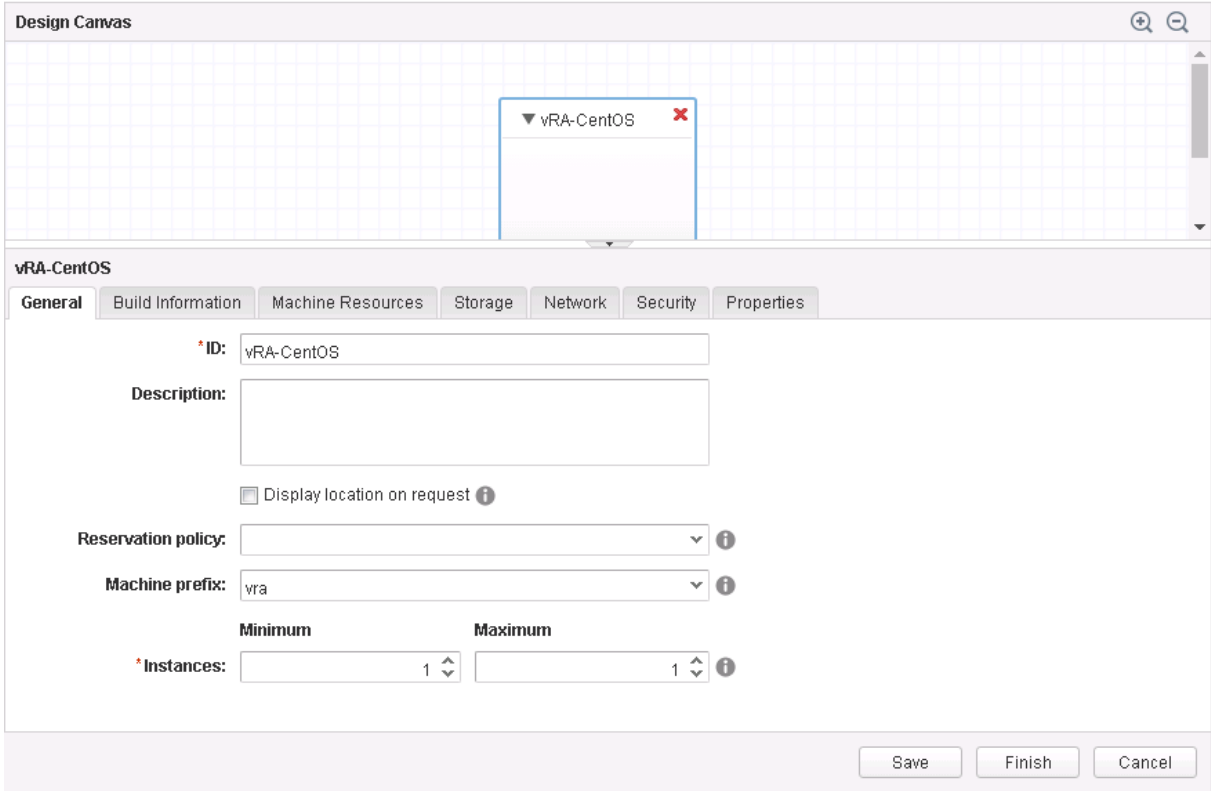 Design Canvas
vRA-CentOS
vRA-CentOS
General Build Information Machine Resources Storage Network Security Properties
*ID: vRA-CentOS
Description:
Display location on request
Reservation policy:
Machine prefix: vra
Minimum Maximum
*Instances: 1 1
Save Finish Cancel